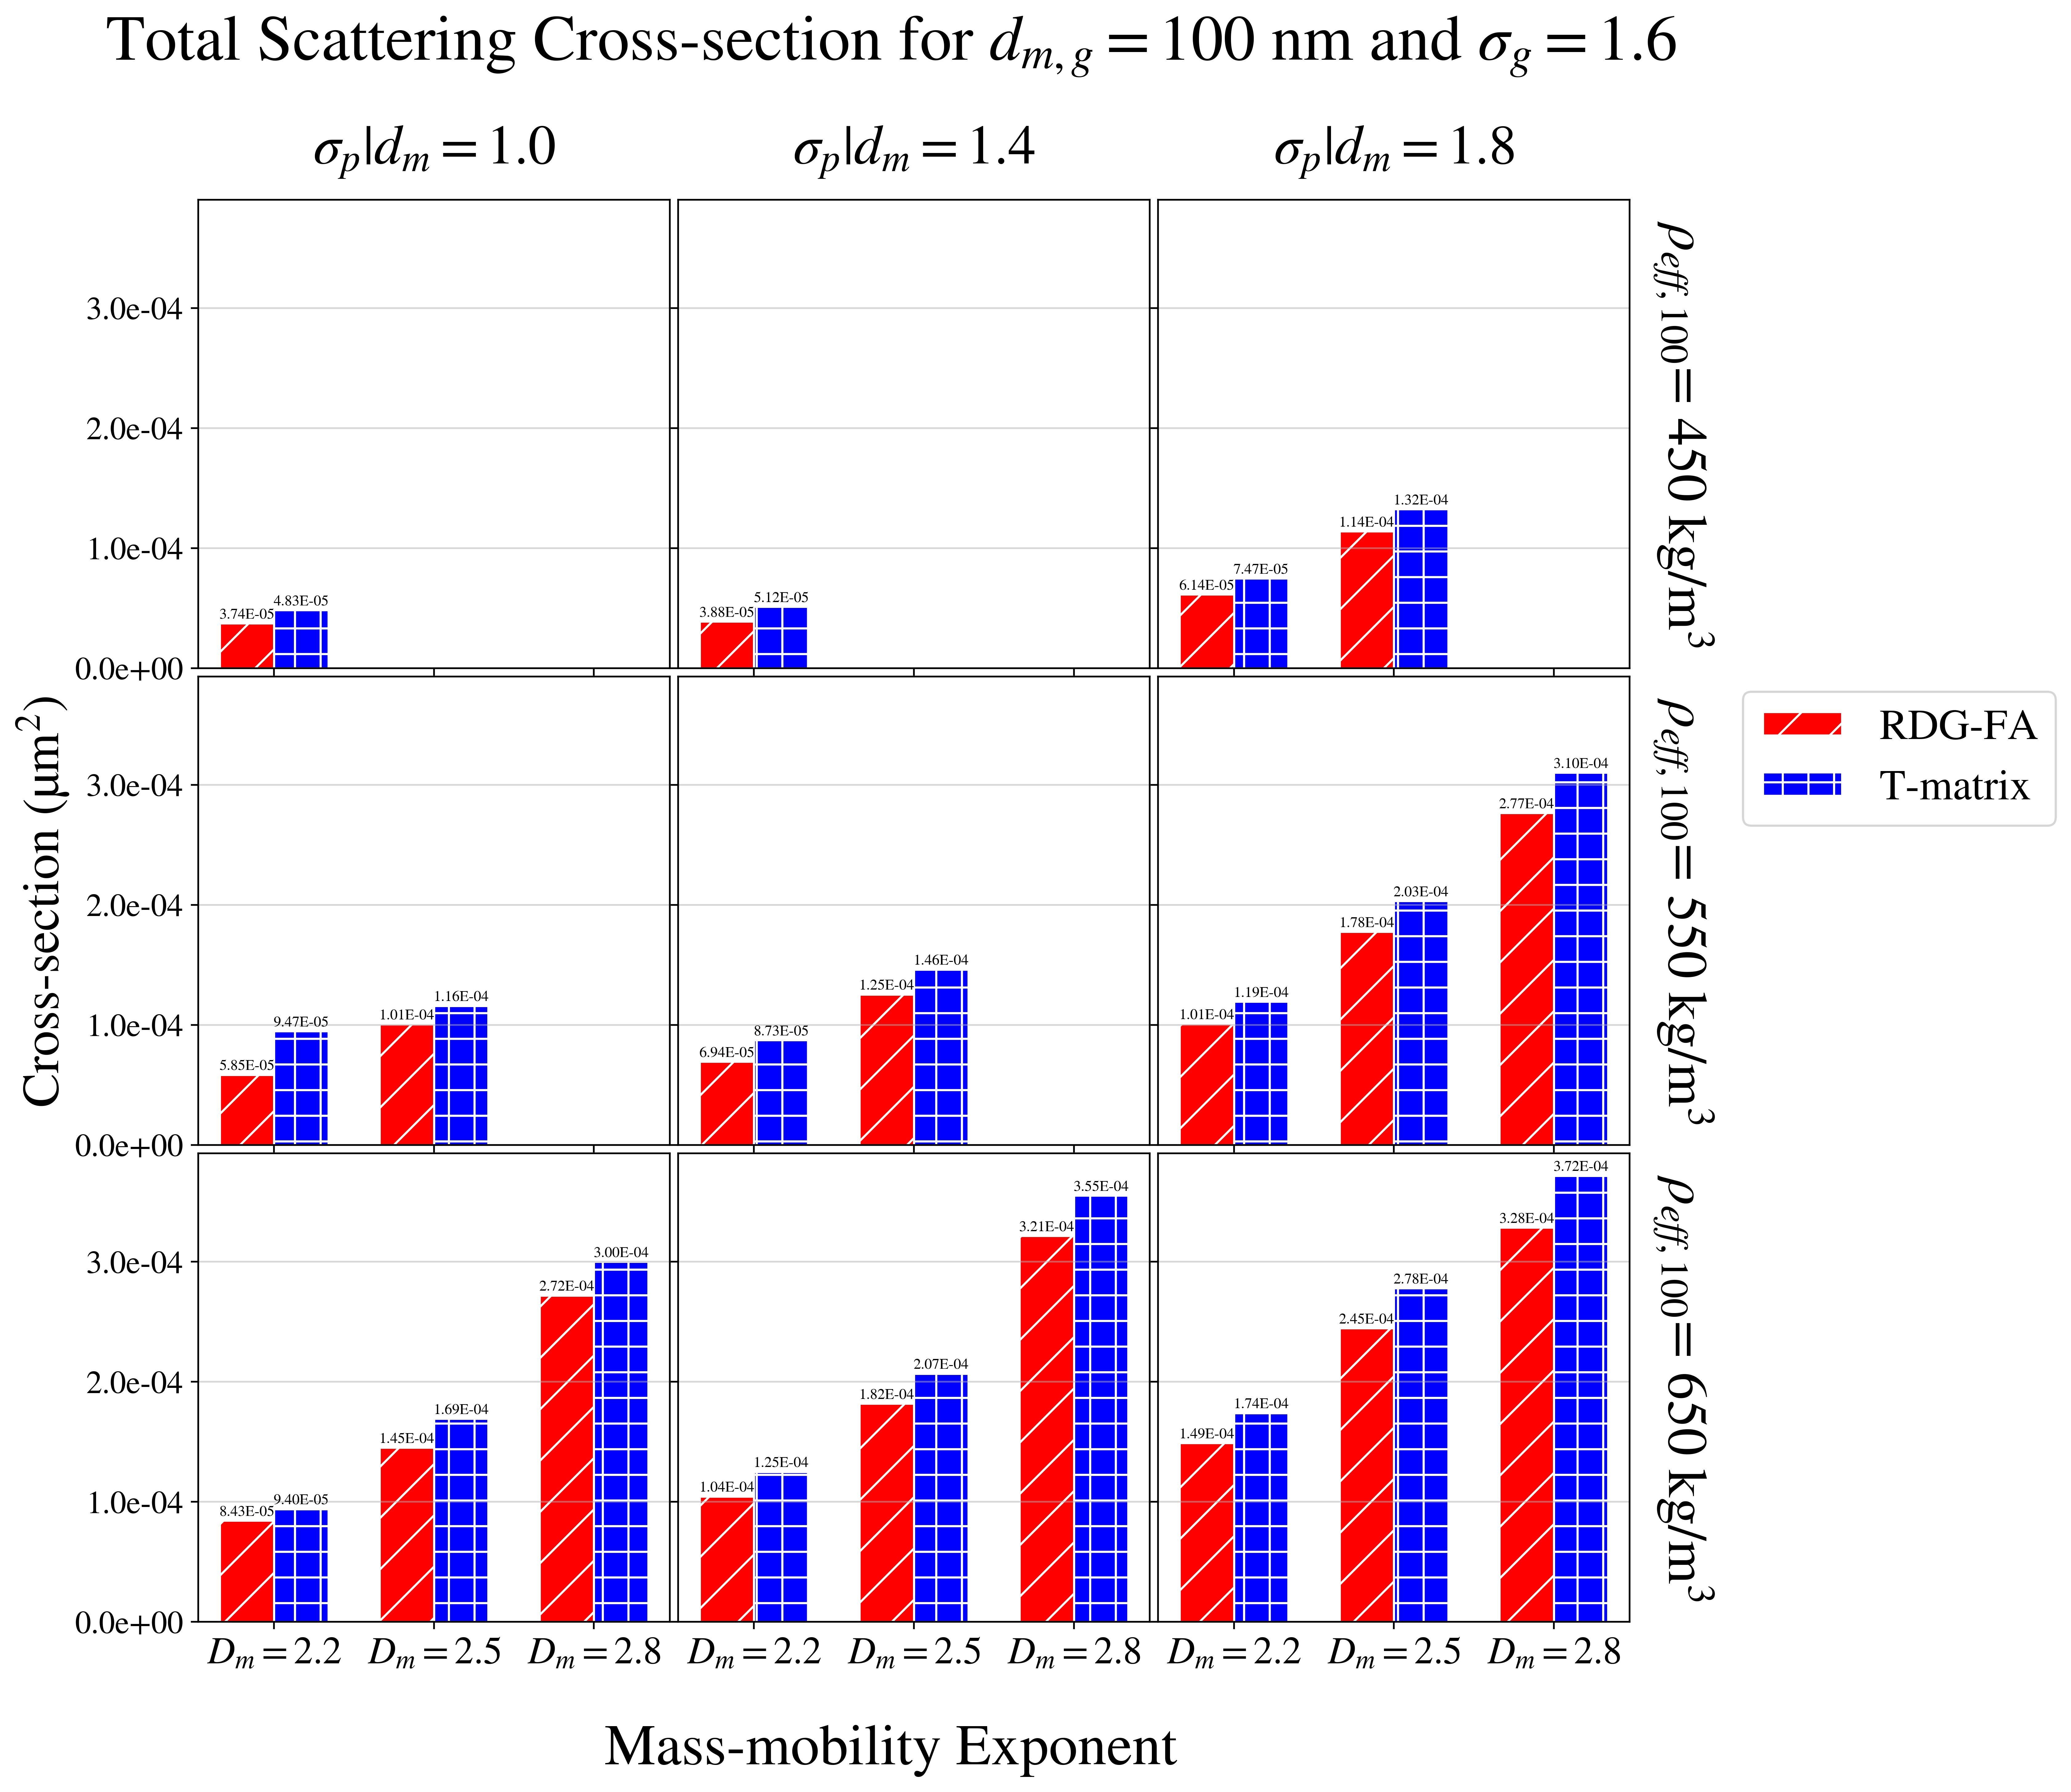 Total Scattering Cross-section for d_{m,g} = 100 nm and σ_g = 1.6
σ_p|d_m = 1.0
σ_p|d_m = 1.4
σ_p|d_m = 1.8
3.0e-04
2.0e-04
1.0e-04
0.0e+00
3.74E-05
4.83E-05
3.88E-05
5.12E-05
6.14E-05
7.47E-05
1.14E-04
1.32E-04
ρ_{eff, 100} = 450 kg/m³
Cross-section (μm²)
3.0e-04
2.0e-04
1.0e-04
0.0e+00
5.85E-05
9.47E-05
1.01E-04
1.16E-04
6.94E-05
8.73E-05
1.25E-04
1.46E-04
1.01E-04
1.19E-04
1.78E-04
2.03E-04
2.77E-04
3.10E-04
ρ_{eff, 100} = 550 kg/m³
RDG-FA
T-matrix
3.0e-04
2.0e-04
1.0e-04
0.0e+00
8.43E-05
9.40E-05
1.45E-04
1.69E-04
2.72E-04
3.00E-04
1.04E-04
1.25E-04
1.82E-04
2.07E-04
3.21E-04
3.55E-04
1.49E-04
1.74E-04
2.45E-04
2.78E-04
3.28E-04
3.72E-04
ρ_{eff, 100} = 650 kg/m³
D_m = 2.2
D_m = 2.5
D_m = 2.8
D_m = 2.2
D_m = 2.5
D_m = 2.8
D_m = 2.2
D_m = 2.5
D_m = 2.8
Mass-mobility Exponent